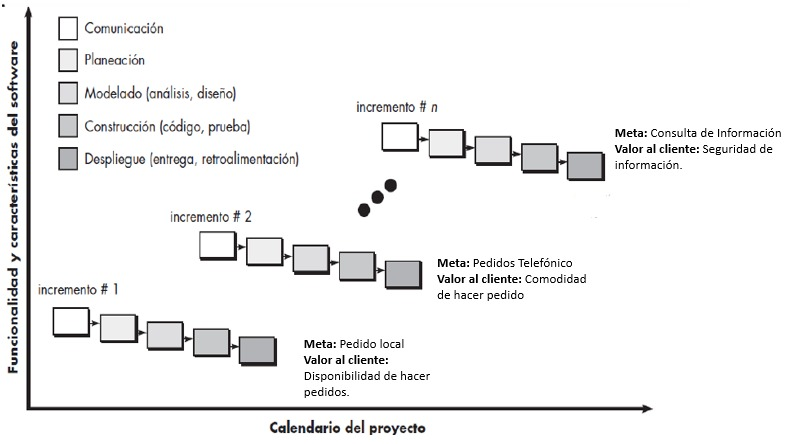 Funcionalidad y características del software
Comunicación
Planeación
Modelado (análisis, diseño)
Construcción (código, prueba)
Despliegue (entrega, retroalimentación)
incremento # n
Meta: Consulta de Información
Valor al cliente: Seguridad de
información.
incremento # 2
Meta: Pedidos Telefónico
Valor al cliente: Comodidad
de hacer pedido
incremento # 1
Meta: Pedido local
Valor al cliente:
Disponibilidad de hacer
pedidos.
Calendario del proyecto